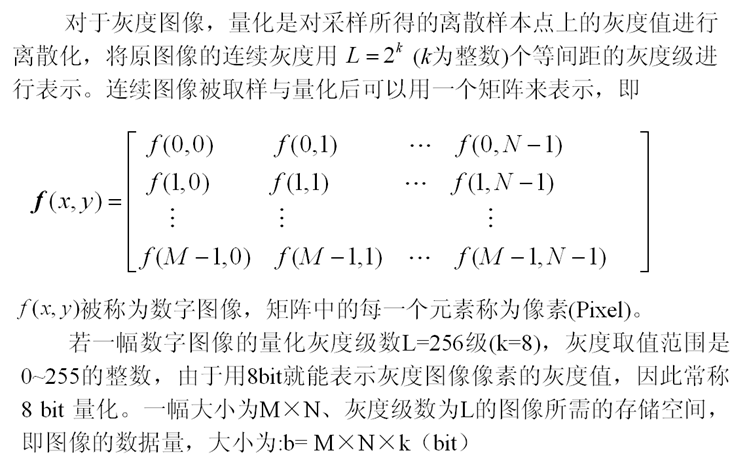 对于灰度图像，量化是对采样所得的离散样本点上的灰度值进行
离散化，将原图像的连续灰度用 L=2^k (k为整数)个等间距的灰度级进
行表示。连续图像被取样与量化后可以用一个矩阵来表示，即
f(0,0) f(0,1) ⋯ f(0,N−1)
f(x,y)= f(1,0) f(1,1) ⋯ f(1,N−1)
⋮ ⋮ ⋮
f(M−1,0) f(M−1,1) ⋯ f(M−1,N−1)
f(x,y)被称为数字图像，矩阵中的每一个元素称为像素(Pixel)。
若一幅数字图像的量化灰度级数L=256级(k=8)，灰度取值范围是
0~255的整数，由于用8bit就能表示灰度图像像素的灰度值，因此常称
8 bit 量化。一幅大小为M×N、灰度级数为L的图像所需的存储空间，
即图像的数据量，大小为:b= M×N×k（bit）